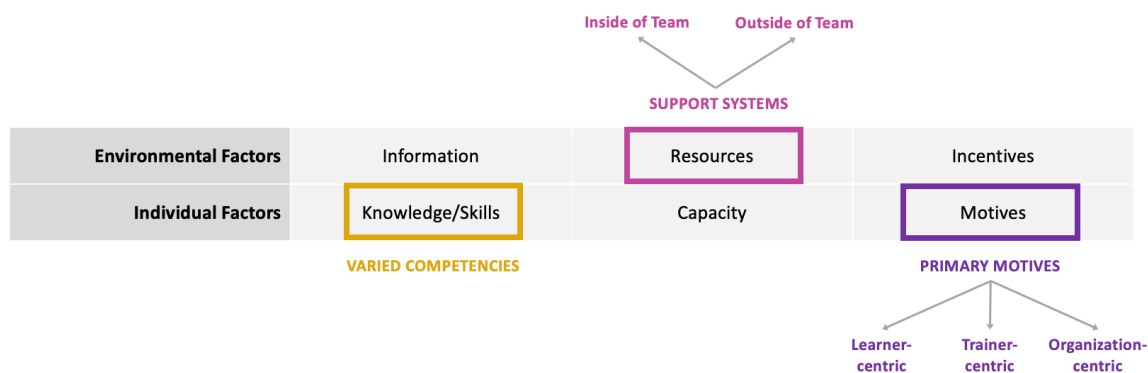 Inside of Team
Outside of Team
SUPPORT SYSTEMS
Environmental Factors
Information
Resources
Incentives
Individual Factors
Knowledge/Skills
Capacity
Motives
VARIED COMPETENCIES
PRIMARY MOTIVES
Learner-
centric
Trainer-
centric
Organization-
centric